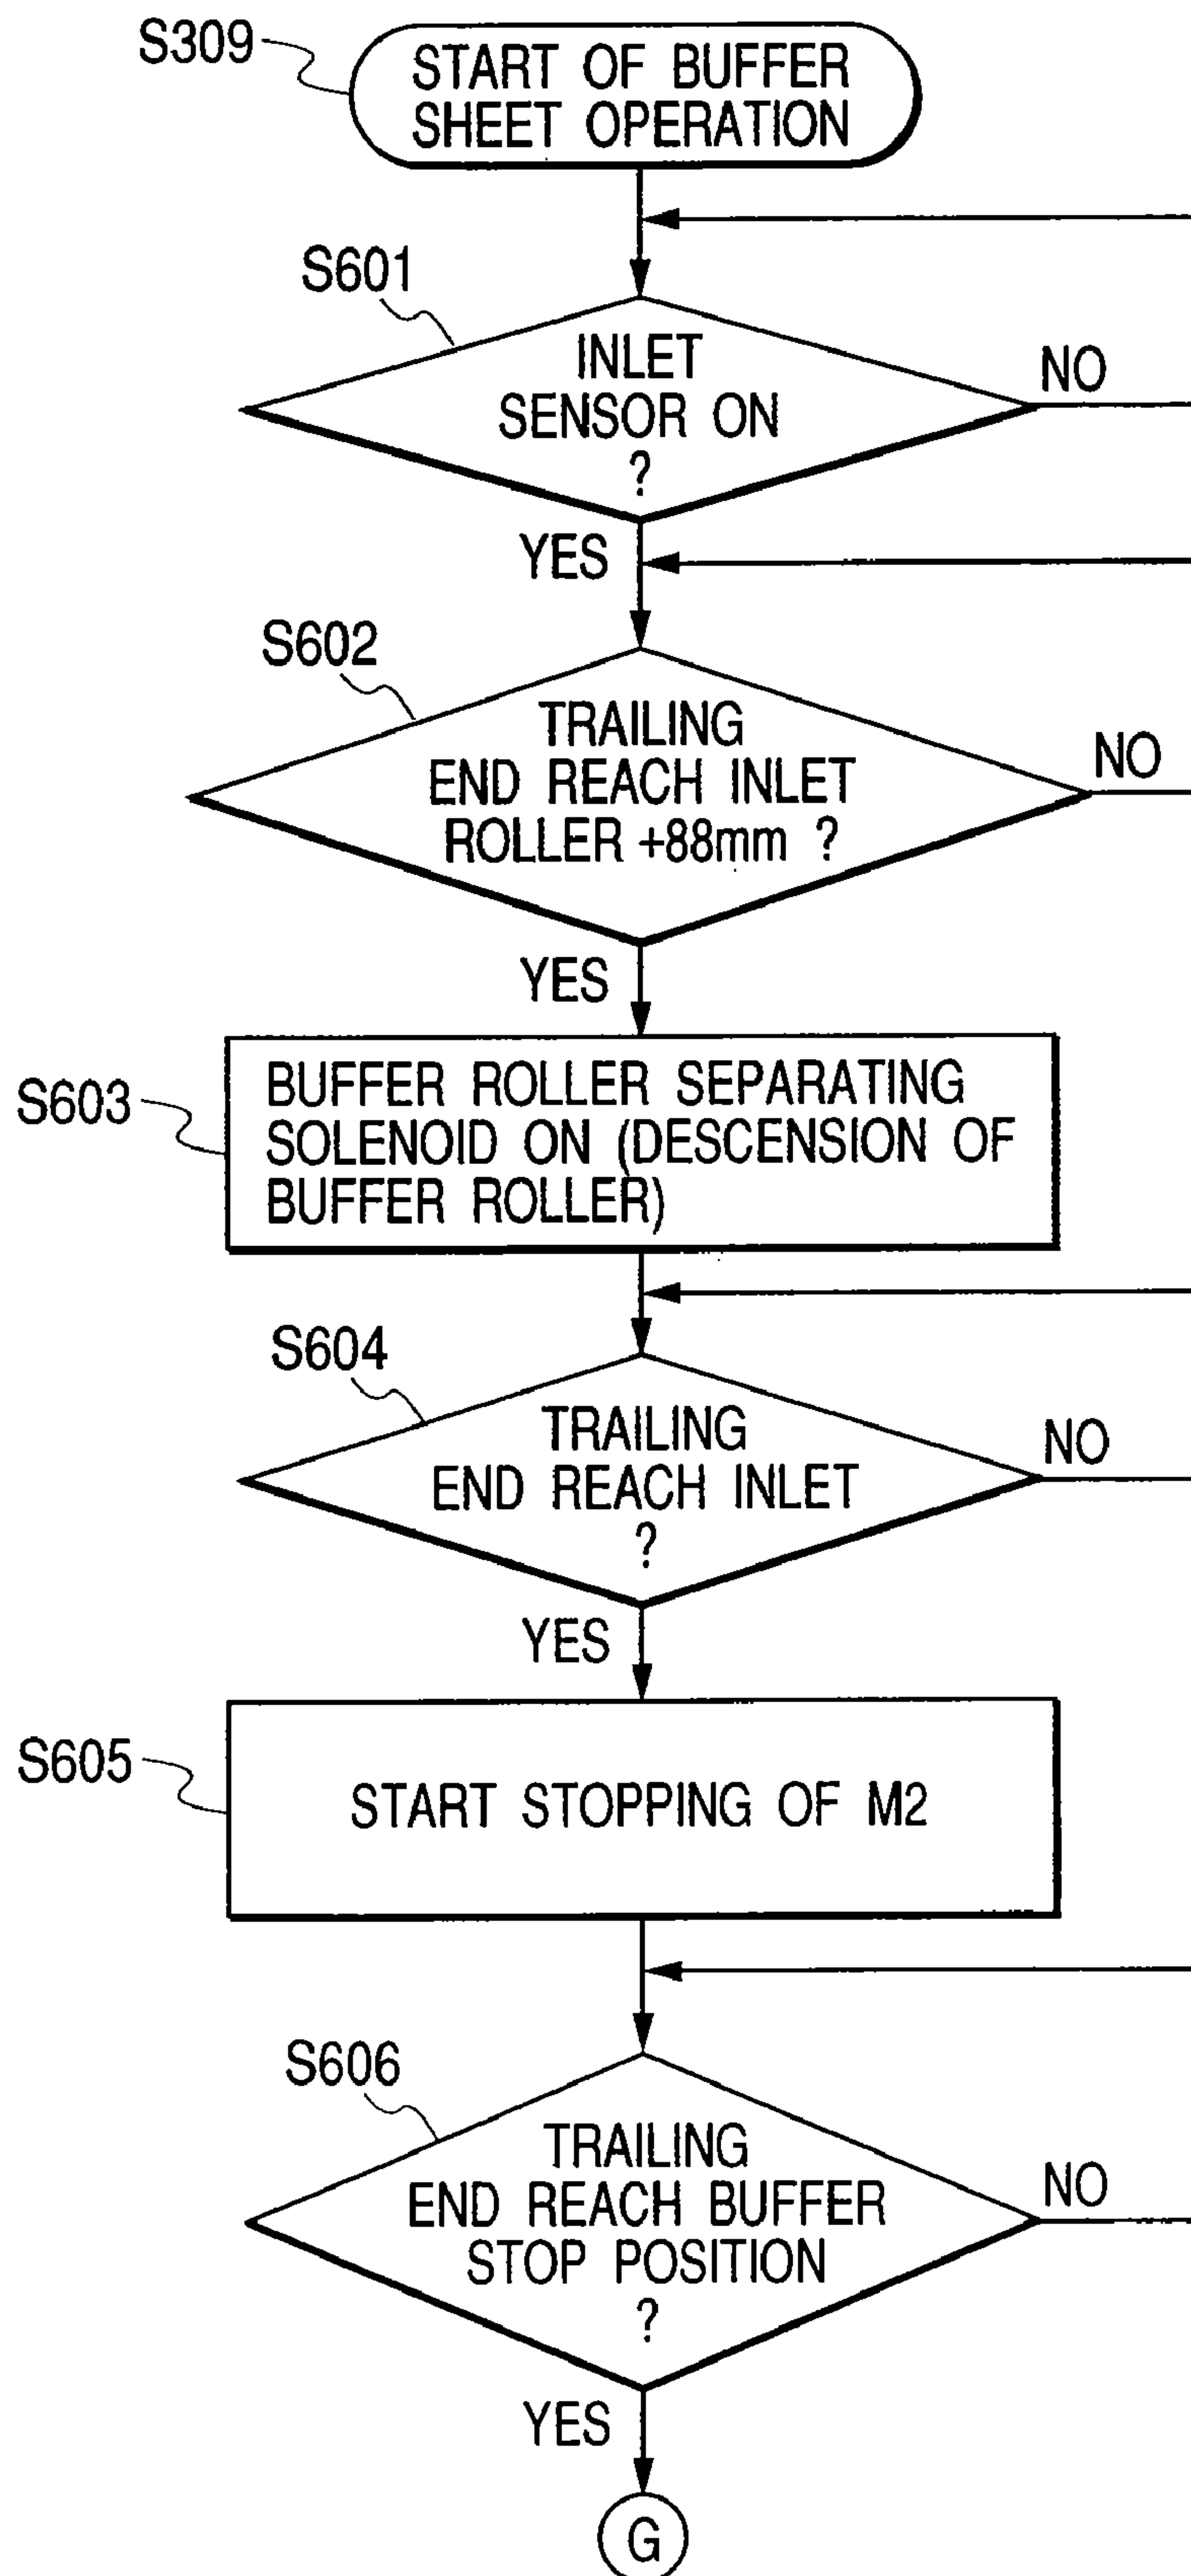 S309
START OF BUFFER
SHEET OPERATION
S601
INLET
SENSOR ON
?
NO
YES
S602
TRAILING
END REACH INLET
ROLLER +88mm ?
NO
YES
S603
BUFFER ROLLER SEPARATING
SOLENOID ON (DESCENSION OF
BUFFER ROLLER)
S604
TRAILING
END REACH INLET
?
NO
YES
S605
START STOPPING OF M2
S606
TRAILING
END REACH BUFFER
STOP POSITION
?
NO
YES
G